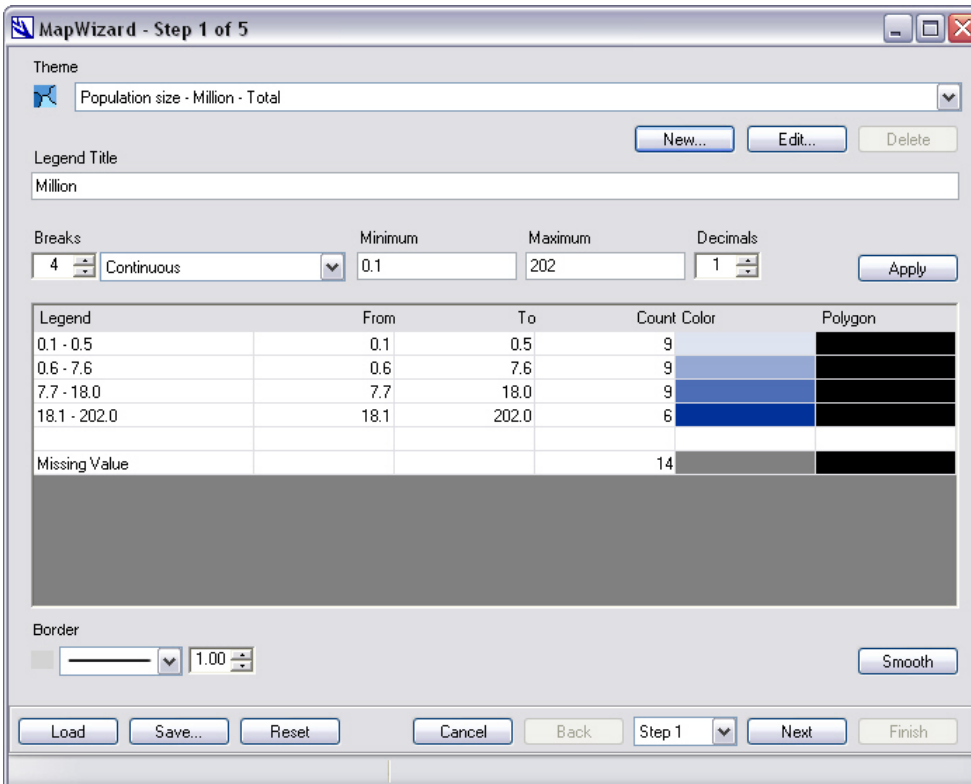 MapWizard - Step 1 of 5
Theme
Population size - Million - Total
New... Edit... Delete
Legend Title
Million
Breaks Minimum Maximum Decimals
4 Continuous 0.1 202 1 Apply
Legend From To Count Color Polygon
0.1 - 0.5 0.1 0.5 9
0.6 - 7.6 0.6 7.6 9
7.7 - 18.0 7.7 18.0 9
18.1 - 202.0 18.1 202.0 6
Missing Value 14
Border
1.00 Smooth
Load Save... Reset Cancel Back Step 1 Next Finish